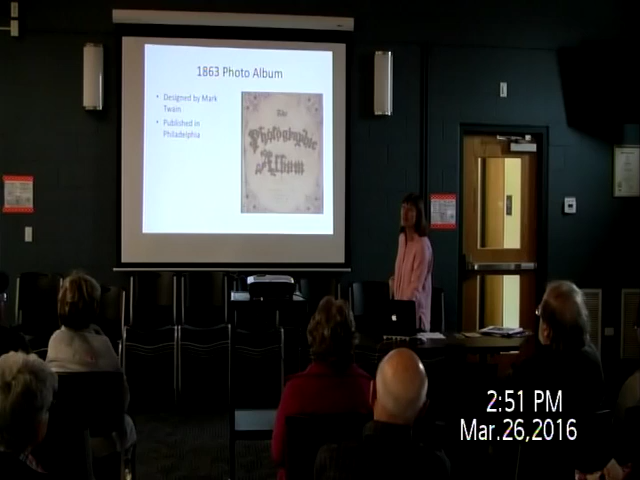 1863 Photo Album
• Designed by Mark
Twain
• Published in
Philadelphia
The
Photographic
Album
2:51 PM
Mar.26,2016